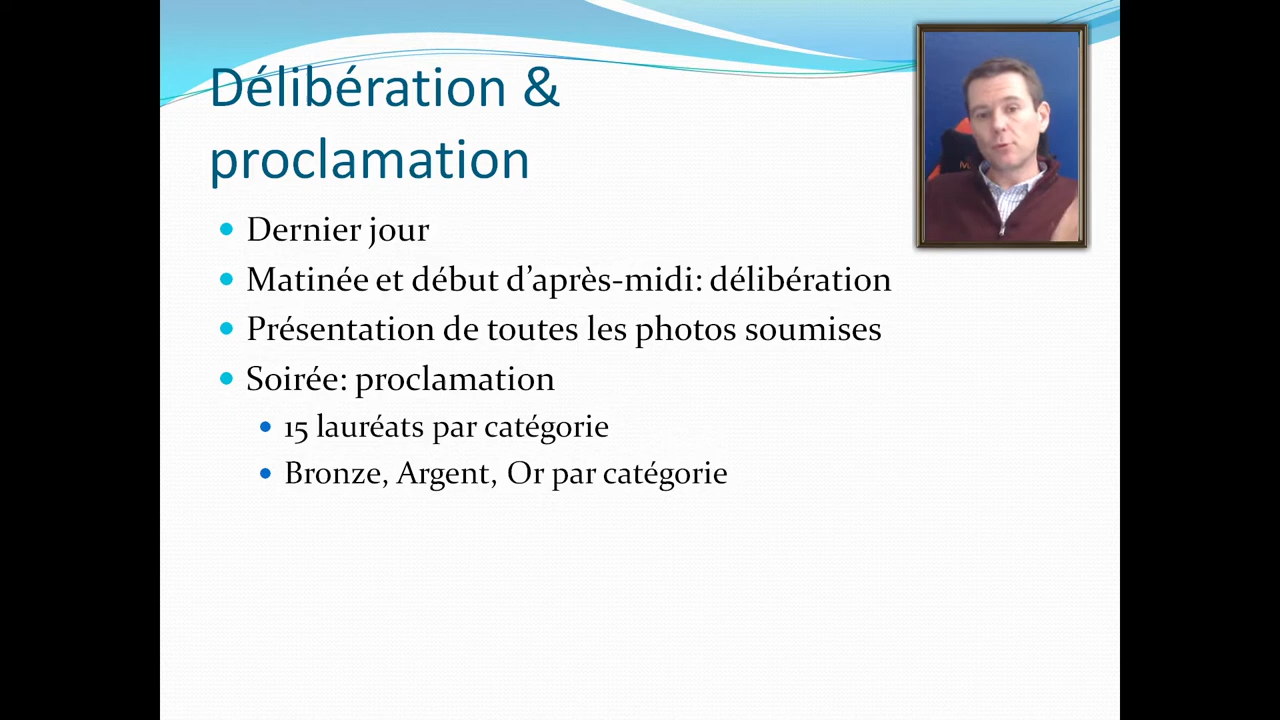 Délibération &
proclamation
Dernier jour
Matinée et début d’après-midi: délibération
Présentation de toutes les photos soumises
Soirée: proclamation
15 lauréats par catégorie
Bronze, Argent, Or par catégorie